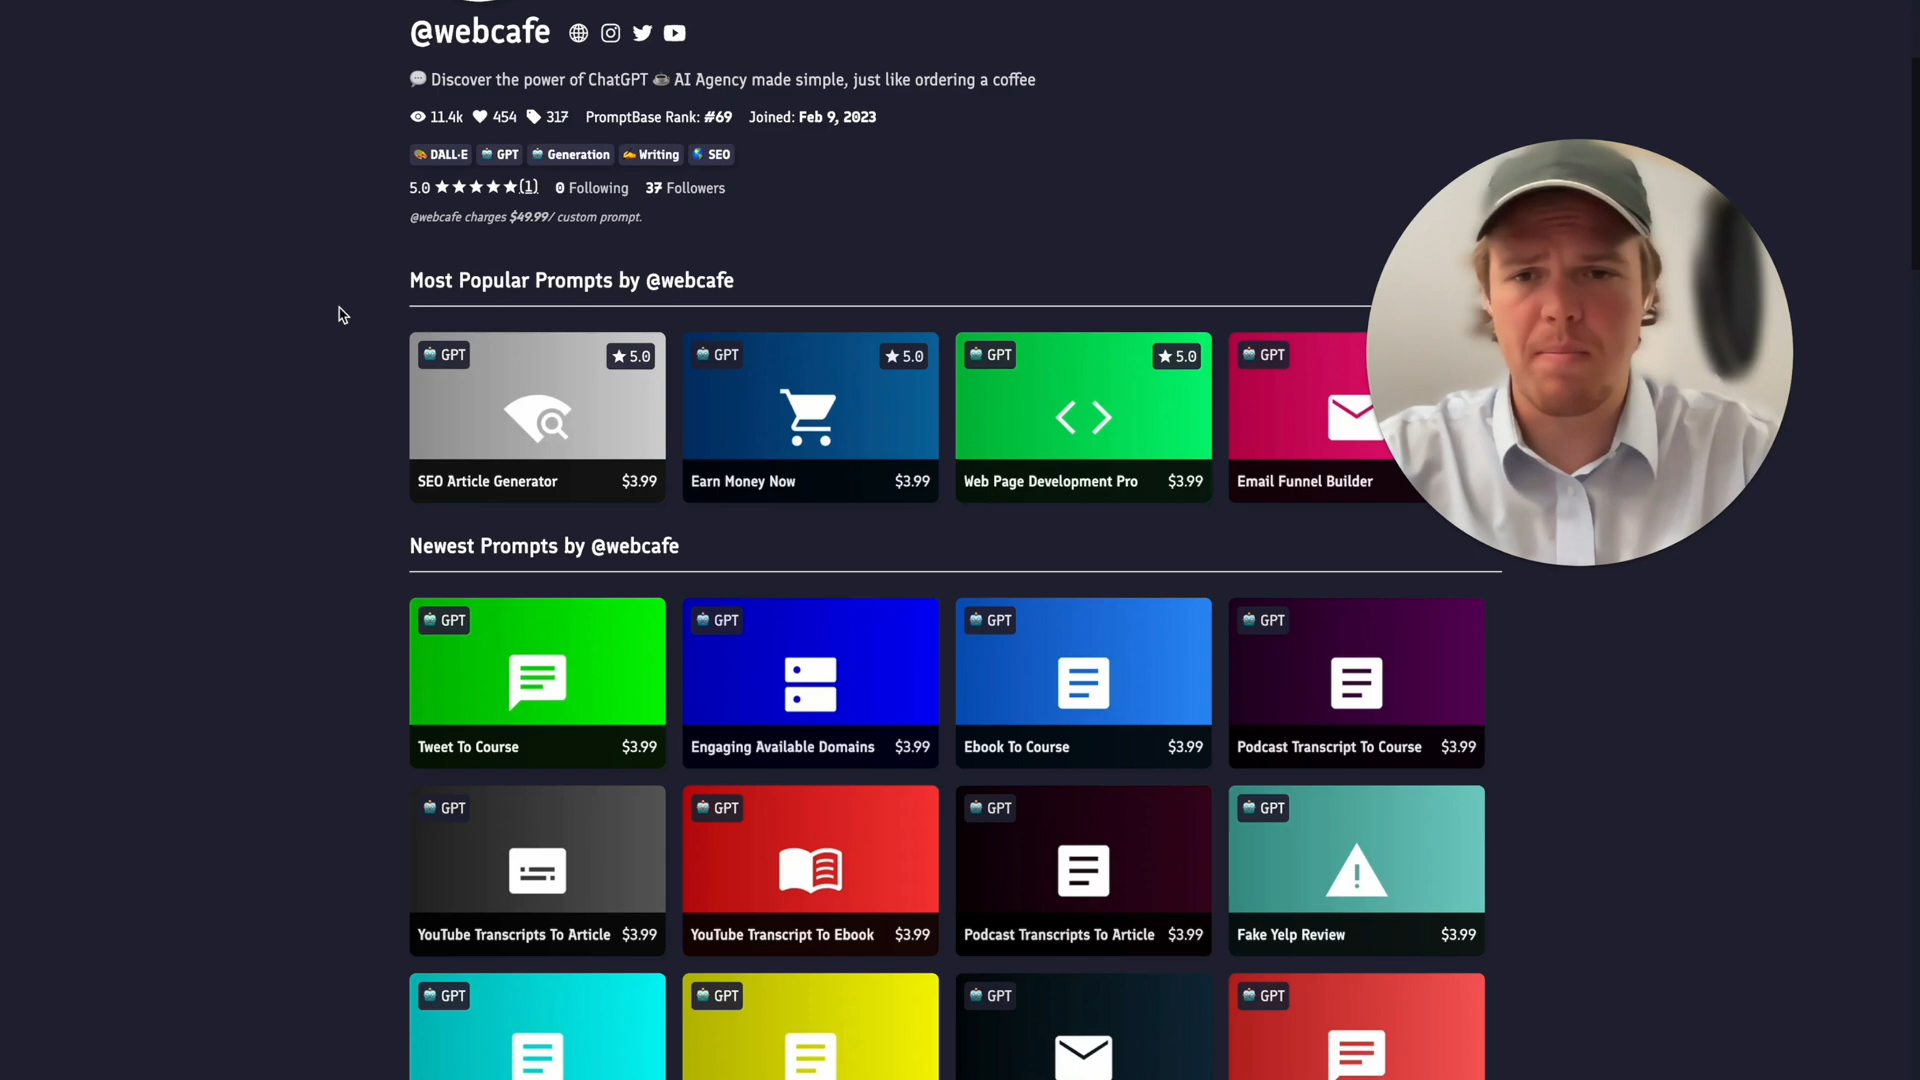 @webcafe
Discover the power of ChatGPT ☕ AI Agency made simple, just like ordering a coffee
11.4k 454 317 PromptBase Rank: #69 Joined: Feb 9, 2023
DALL·E GPT Generation Writing SEO
5.0 ★★★★★(1) 0 Following 37 Followers
@webcafe charges $49.99/ custom prompt.
Most Popular Prompts by @webcafe
GPT ★ 5.0 GPT ★ 5.0 GPT ★ 5.0 GPT
SEO Article Generator $3.99 Earn Money Now $3.99 Web Page Development Pro $3.99 Email Funnel Builder
Newest Prompts by @webcafe
GPT GPT GPT GPT
Tweet To Course $3.99 Engaging Available Domains $3.99 Ebook To Course $3.99 Podcast Transcript To Course $3.99
GPT GPT GPT GPT
YouTube Transcripts To Article $3.99 YouTube Transcript To Ebook $3.99 Podcast Transcripts To Article $3.99 Fake Yelp Review $3.99
GPT GPT GPT GPT